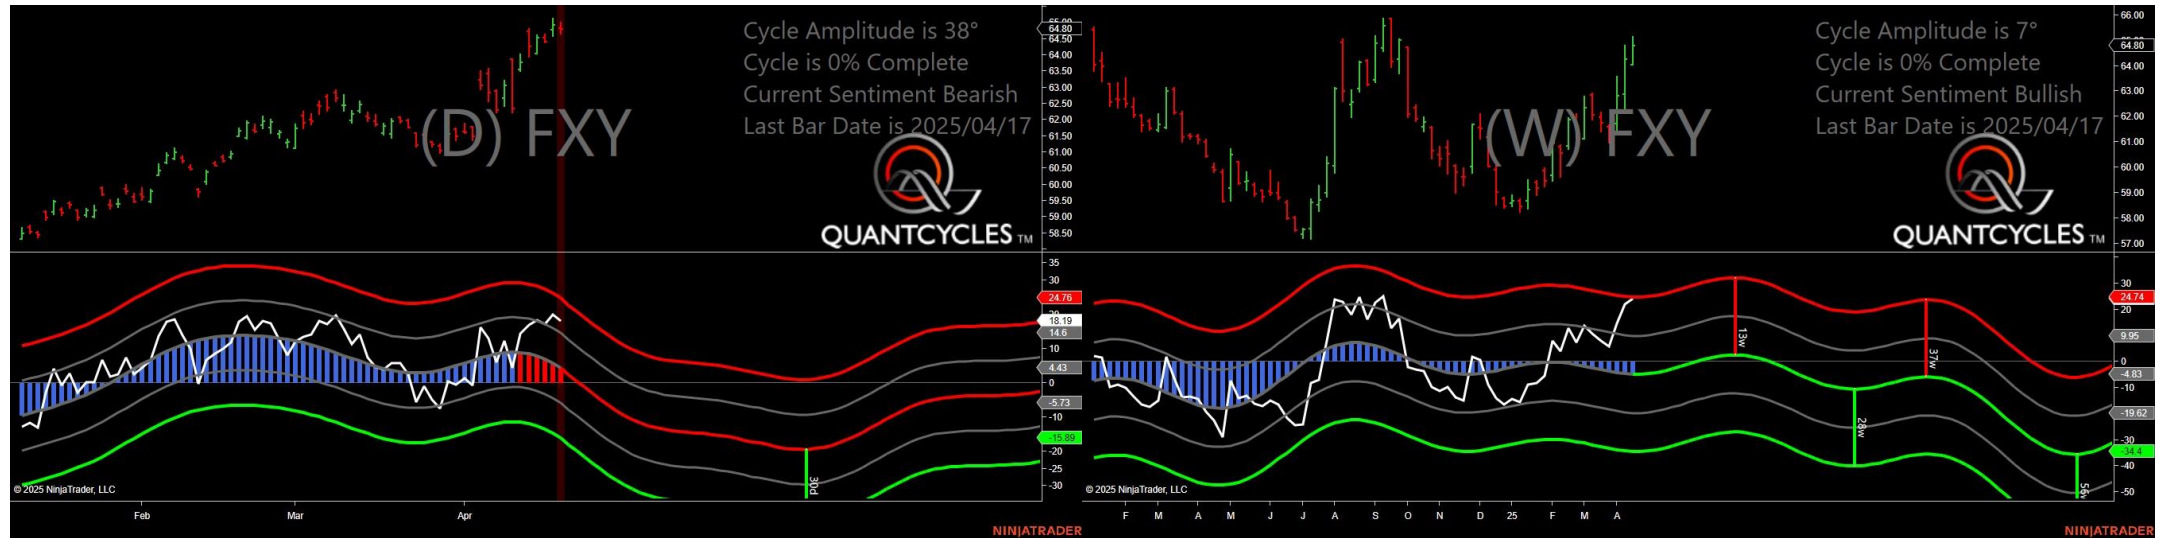 Cycle Amplitude is 38°
Cycle is 0% Complete
Current Sentiment Bearish
Last Bar Date is 2025/04/17
(D) FXY
QUANTCYCLES TM
64.80
64.50
64.00
63.50
63.00
62.50
62.00
61.50
61.00
60.50
60.00
59.50
59.00
58.50
35
30
24.76
18.19
14.6
10
4.43
0
-5.73
-10
-15.89
-20
-25
-30
30d
© 2025 NinjaTrader, LLC
Feb
Mar
Apr
NINJATRADER
Cycle Amplitude is 7°
Cycle is 0% Complete
Current Sentiment Bullish
Last Bar Date is 2025/04/17
(W) FXY
QUANTCYCLES TM
66.00
64.80
64.00
63.00
62.00
61.00
60.00
59.00
58.00
57.00
30
24.74
20
9.95
0
-4.83
-10
-19.62
-30
-34.4
-40
-50
13w
28w
37w
© 2025 NinjaTrader, LLC
F
M
A
M
J
J
A
S
O
N
D
25
F
M
A
NINJATRADER